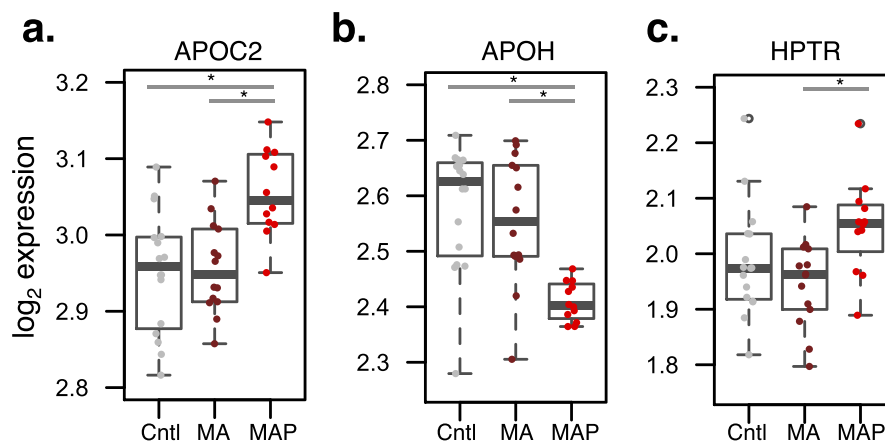 a.
APOC2
log2 expression
3.2
3.1
3.0
2.9
2.8
*
*
Cntl MA MAP
b.
APOH
2.8
2.7
2.6
2.5
2.4
2.3
*
*
Cntl MA MAP
c.
HPTR
2.3
2.2
2.1
2.0
1.9
1.8
*
Cntl MA MAP